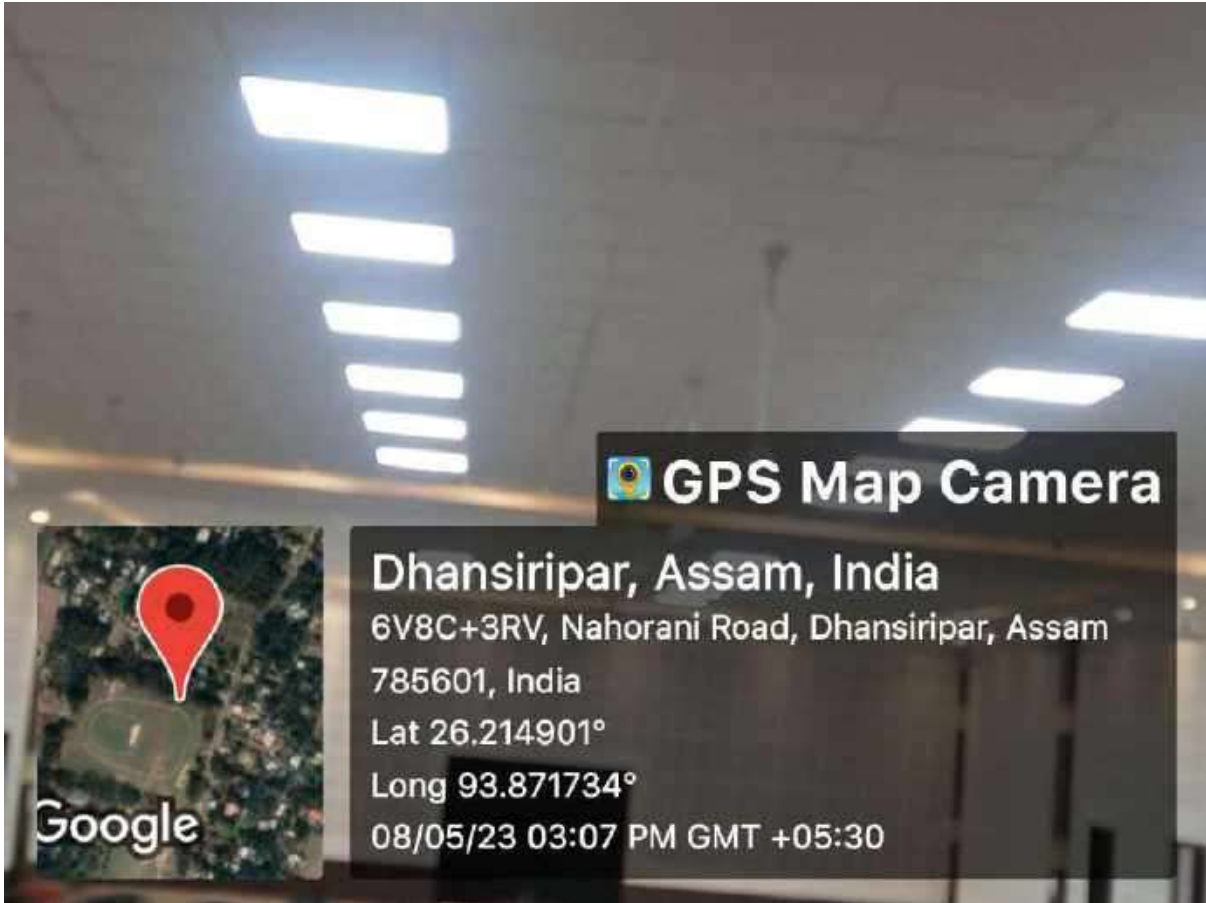 GPS Map Camera
Dhansiripar, Assam, India
6V8C+3RV, Nahorani Road, Dhansiripar, Assam
785601, India
Lat 26.214901°
Long 93.871734°
08/05/23 03:07 PM GMT +05:30
Google